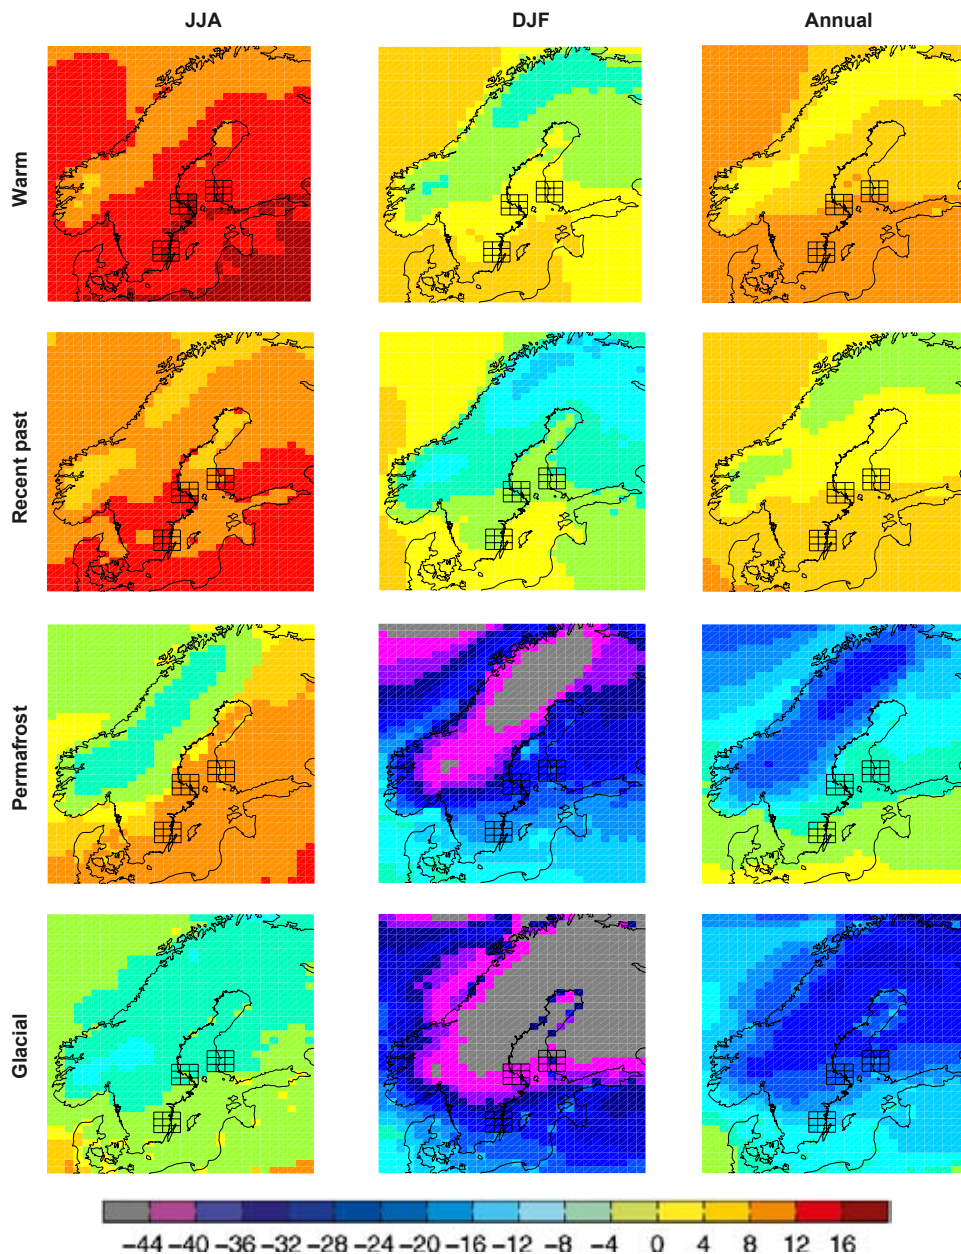 JJA DJF Annual
Warm
Recent past
Permafrost
Glacial
−44 −40 −36 −32 −28 −24 −20 −16 −12 −8 −4 0 4 8 12 16